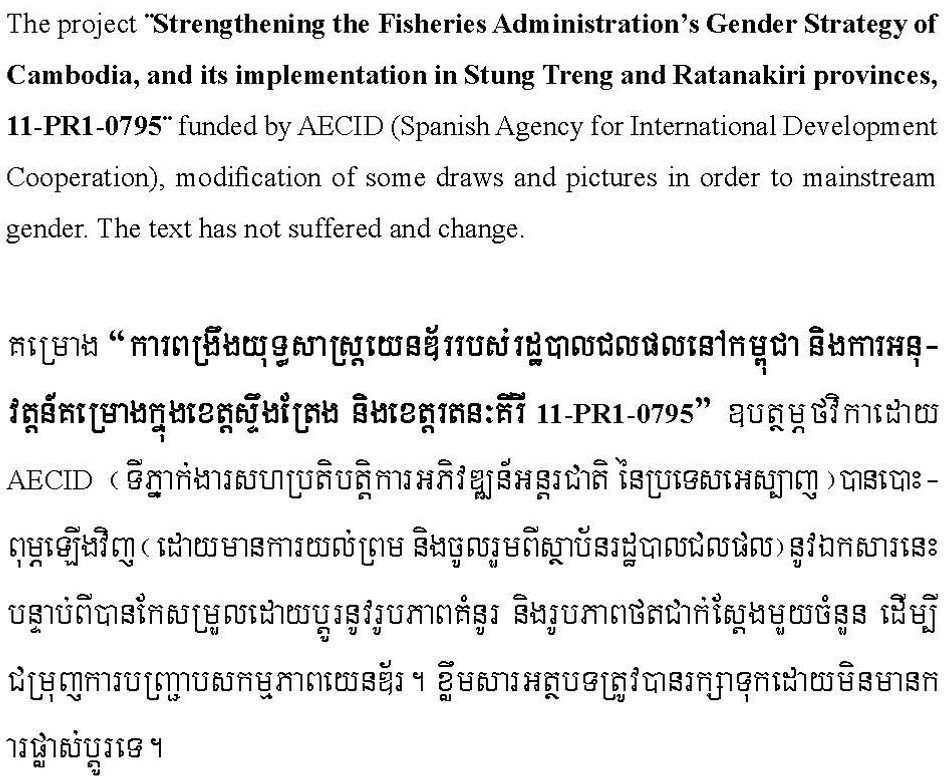 The project ¨Strengthening the Fisheries Administration’s Gender Strategy of
Cambodia, and its implementation in Stung Treng and Ratanakiri provinces,
11-PR1-0795¨ funded by AECID (Spanish Agency for International Development
Cooperation), modification of some draws and pictures in order to mainstream
gender. The text has not suffered and change.
គម្រោង “ ការពង្រឹងយុទ្ធសាស្ត្រយេនឌ័ររបស់រដ្ឋបាលជលផលនៅកម្ពុជា និងការអនុ-
វត្តន៍គម្រោងក្នុងខេត្តស្ទឹងត្រែង និងខេត្តរតនះគីរី 11-PR1-0795” ឧបត្ថម្ភថវិកាដោយ
AECID ( ទីភ្នាក់ងារសហប្រតិបត្តិការអភិវឌ្ឍន៍អន្តរជាតិ នៃប្រទេសអេស្បាញ ) បានបោះ-
ពុម្ភឡើងវិញ ( ដោយមានការយល់ព្រម និងចូលរួមពីស្ថាប័នរដ្ឋបាលជលផល) នូវឯកសារនេះ
បន្ទាប់ពីបានកែសម្រួលដោយប្តូរនូវរូបភាពគំនូរ និងរូបភាពថតជាក់ស្តែងមួយចំនួន ដើម្បី
ជម្រុញការបញ្ជ្រាបសកម្មភាពយេនឌ័រ ។ ខ្លឹមសារអត្ថបទត្រូវបានរក្សាទុកដោយមិនមានក
ារផ្លាស់ប្តូរទេ ។